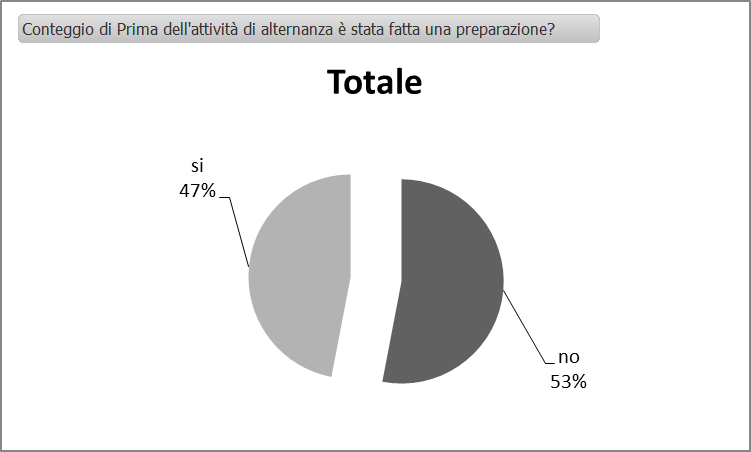 Conteggio di Prima dell'attività di alternanza è stata fatta una preparazione?
Totale
si
47%
no
53%